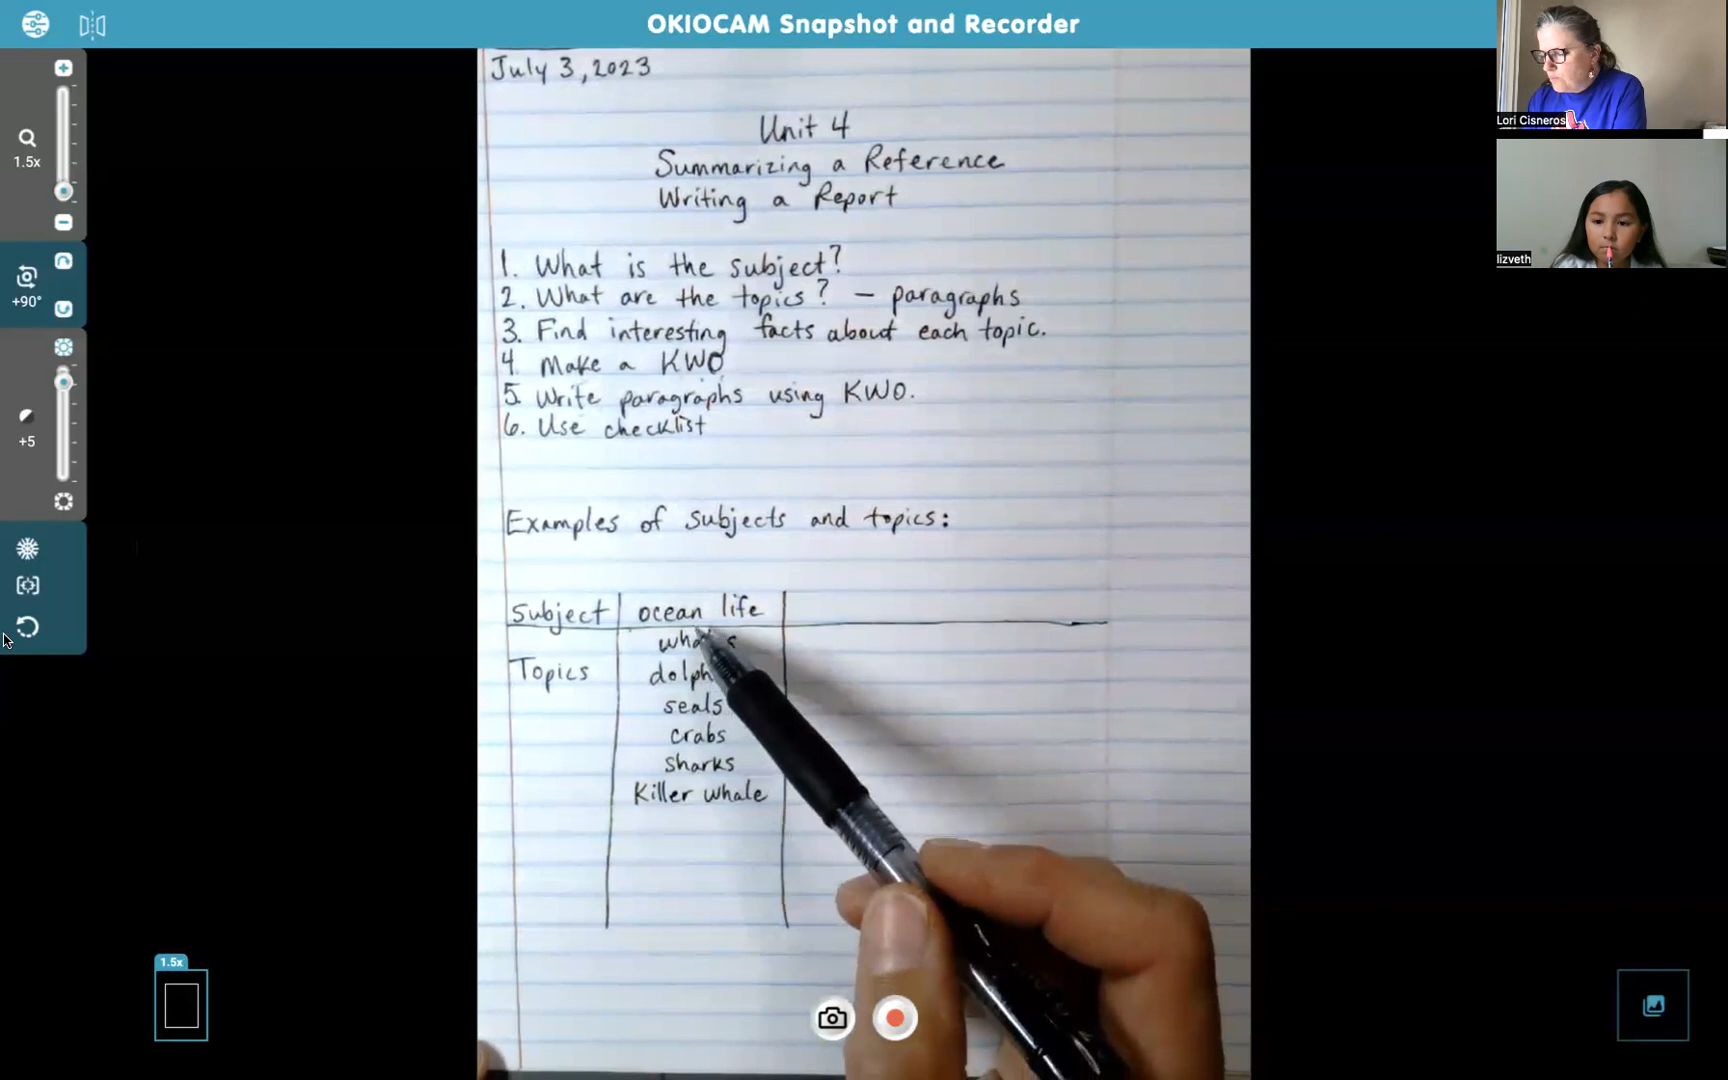 OKIOCAM Snapshot and Recorder
Lori Cisneros
lizveth
1.5x
+90°
+5
1.5x
July 3, 2023
Unit 4
Summarizing a Reference
Writing a Report
1. What is the subject?
2. What are the topics? - paragraphs
3. Find interesting facts about each topic.
4. Make a KWO
5. Write paragraphs using KWO.
6. Use checklist
Examples of subjects and topics:
Subject ocean life
Topics
seals
crabs
sharks
Killer whale